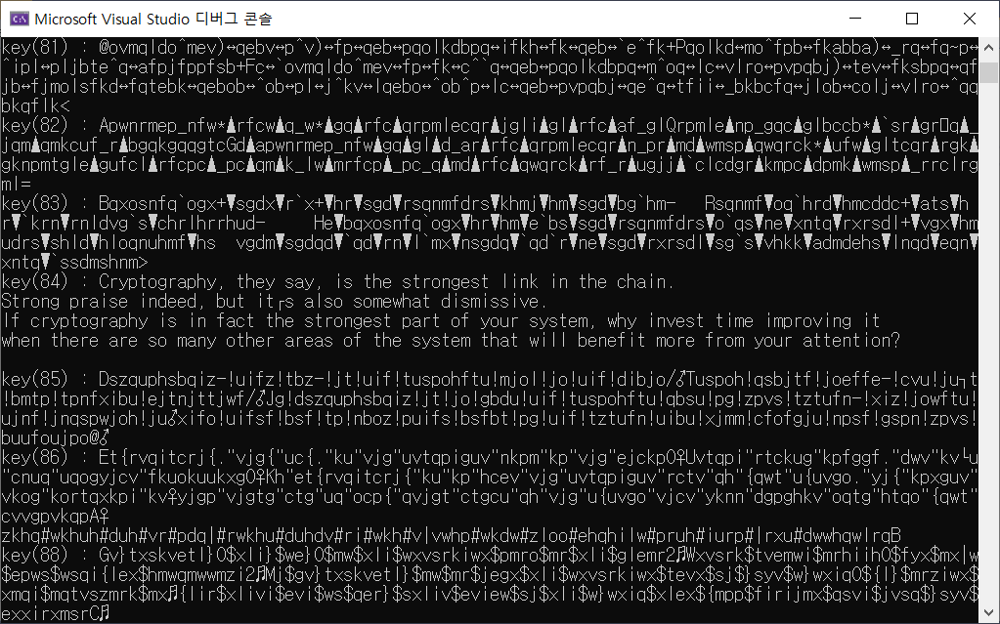 Microsoft Visual Studio 디버그 콘솔
key(81) : @ovmqldo^mev)↔qebv↔p^v)↔fp↔qeb↔pqolkdbpq↔ifkh↔fk↔qeb↔`e^fk+Pqolkd↔mo^fpb↔fkabba)↔_rq↔fq~p↔
^ipl↔pljbte^q↔afpjfppfsb+Fc↔`ovmqldo^mev↔fp↔fk↔c^`q↔qeb↔pqolkdbpq↔m^oq↔lc↔vlro↔pvpqbj)↔tev↔fksbpq↔qf
jb↔fjmolsfkd↔fqtebk↔qebob↔^ob↔pl↔j^kv↔lqebo↔^ob^p↔lc↔qeb↔pvpqbj↔qe^q↔tfii↔_bkbcfq↔jlob↔colj↔vlro↔^qq
bkqflk<
key(82) : Apwnrmep_nfw*▲rfcw▲q_w*▲gq▲rfc▲qrpmlecqr▲jgli▲gl▲rfc▲af_glQrpmle▲np_gqc▲glbccb*▲`sr▲gr□q▲_
jqm▲qmkcuf_r▲bgqkgqqgtcGd▲apwnrmep_nfw▲gq▲gl▲d_ar▲rfc▲qrpmlecqr▲n_pr▲md▲wmsp▲qwqrck*▲ufw▲gltcqr▲rgk▲
gknpmtgle▲gufcl▲rfcpc▲_pc▲qm▲k_lw▲mrfcp▲_pc_q▲md▲rfc▲qwqrck▲rf_r▲ugjj▲`clcdgr▲kmpc▲dpmk▲wmsp▲_rrclrg
ml=
key(83) : Bqxosnfq`ogx+▼sgdx▼r`x+▼hr▼sgd▼rsqnmfdrs▼khmj▼hm▼sgd▼bg`hm-   Rsqnmf▼oq`hrd▼hmcddc+▼ats▼h
r▼`krn▼rnldvg`s▼chrlhrrhud-     He▼bqxosnfq`ogx▼hr▼hm▼e`bs▼sgd▼rsqnmfdrs▼o`qs▼ne▼xntq▼rxrsdl+▼vgx▼hm
udrs▼shld▼hloqnuhmf▼hs  vgdm▼sgdqd▼`qd▼rn▼l`mx▼nsgdq▼`qd`r▼ne▼sgd▼rxrsdl▼sg`s▼vhkk▼admdehs▼lnqd▼eqnl▼
xntq▼`ssdmshnm>
key(84) : Cryptography, they say, is the strongest link in the chain.
Strong praise indeed, but it┌s also somewhat dismissive.
If cryptography is in fact the strongest part of your system, why invest time improving it
when there are so many other areas of the system that will benefit more from your attention?
key(85) : Dszquphsbqiz-!uifz!tbz-!jt!uif!tuspohftu!mjol!jo!uif!dibjo/♂Tuspoh!qsbjtf!joeffe-!cvu!ju┐t
!bmtp!tpnfxibu!ejtnjttjwf/♂Jg!dszquphsbqiz!jt!jo!gbdu!uif!tuspohftu!qbsu!pg!zpvs!tztufn-!xiz!jowftu!
ujnf!jnqspwjoh!ju♂xifo!uifsf!bsf!tp!nboz!puifs!bsfbt!pg!uif!tztufn!uibu!xjmm!cfofgju!npsf!gspn!zpvs!
buufoujpo@♂
key(86) : Et{rvqitcrj{."vjg{"uc{."ku"vjg"uvtqpiguv"nkpm"kp"vjg"ejckp0♀Uvtqpi"rtckug"kpfggf."dwv"kv└u
"cnuq"uqogyjcv"fkuokuukxg0♀Kh"et{rvqitcrj{"ku"kp"hcev"vjg"uvtqpiguv"rctv"qh"{qwt"u{uvgo."yj{"kpxguv"
vkog"kortqxkpi"kv♀yjgp"vjgtg"ctg"uq"ocp{"qvjgt"ctgcu"qh"vjg"u{uvgo"vjcv"yknn"dgpghkv"oqtg"htqo"{qwt"
cvvgpvkqpA♀
zkhq#wkhuh#duh#vr#pdq|#rwkhu#duhdv#ri#wkh#v|vwhp#wkdw#zloo#ehqhilw#pruh#iurp#|rxu#dwwhqwlrqB
key(88) : Gv}txskvetl}0$xli}$we}0$mw$xli$wxvsrkiwx$pmro$mr$xli$glemr2♬Wxvsrk$tvemwi$mrhiih0$fyx$mx|w
$epws$wsqi{lex$hmwqmwwmzi2♬Mj$gv}txskvetl}$mw$mr$jegx$xli$wxvsrkiwx$tevx$sj$}syv$w}wxiq0${l}$mrziwx$
xmqi$mqtvszmrk$mx♬{lir$xlivi$evi$ws$qer}$sxliv$eview$sj$xli$w}wxiq$xlex${mpp$firijmx$qsvi$jvsq$}syv$
exxirxmsrC♬